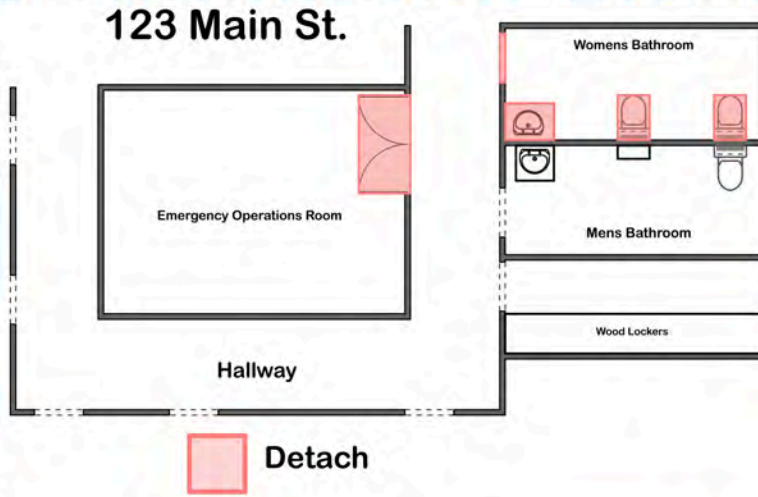 123 Main St.
Womens Bathroom
Emergency Operations Room
Mens Bathroom
Wood Lockers
Hallway
Detach